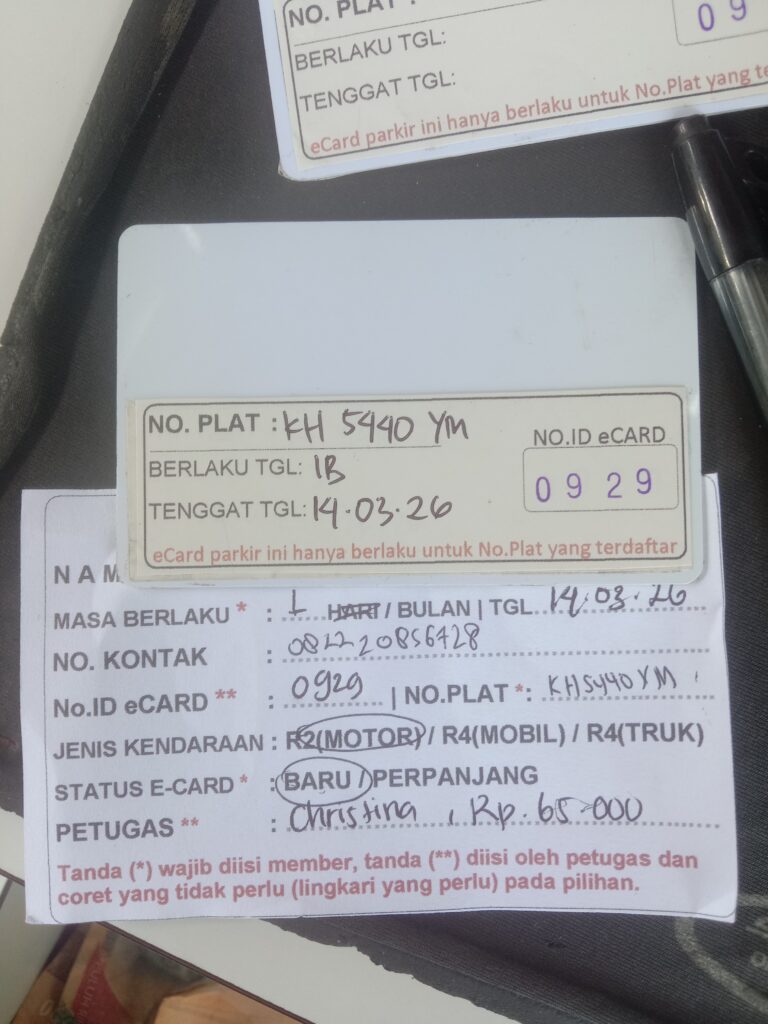 NO. PLAT :
09
BERLAKU TGL:
TENGGAT TGL:
eCard parkir ini hanya berlaku untuk No.Plat yang te
NO. PLAT : KH 5440 YM
NO.ID eCARD
BERLAKU TGL: 1B
0929
TENGGAT TGL: 14.03.26
eCard parkir ini hanya berlaku untuk No.Plat yang terdaftar
NAM
MASA BERLAKU * : 1 HARI / BULAN | TGL 14.03.26
NO. KONTAK : 082220856428
No.ID eCARD ** : 0929 | NO.PLAT *: KH5440YM
JENIS KENDARAAN : R2(MOTOR) / R4(MOBIL) / R4(TRUK)
STATUS E-CARD * : BARU / PERPANJANG
PETUGAS ** : Christina , Rp. 65.000
Tanda (*) wajib diisi member, tanda (**) diisi oleh petugas dan
coret yang tidak perlu (lingkari yang perlu) pada pilihan.